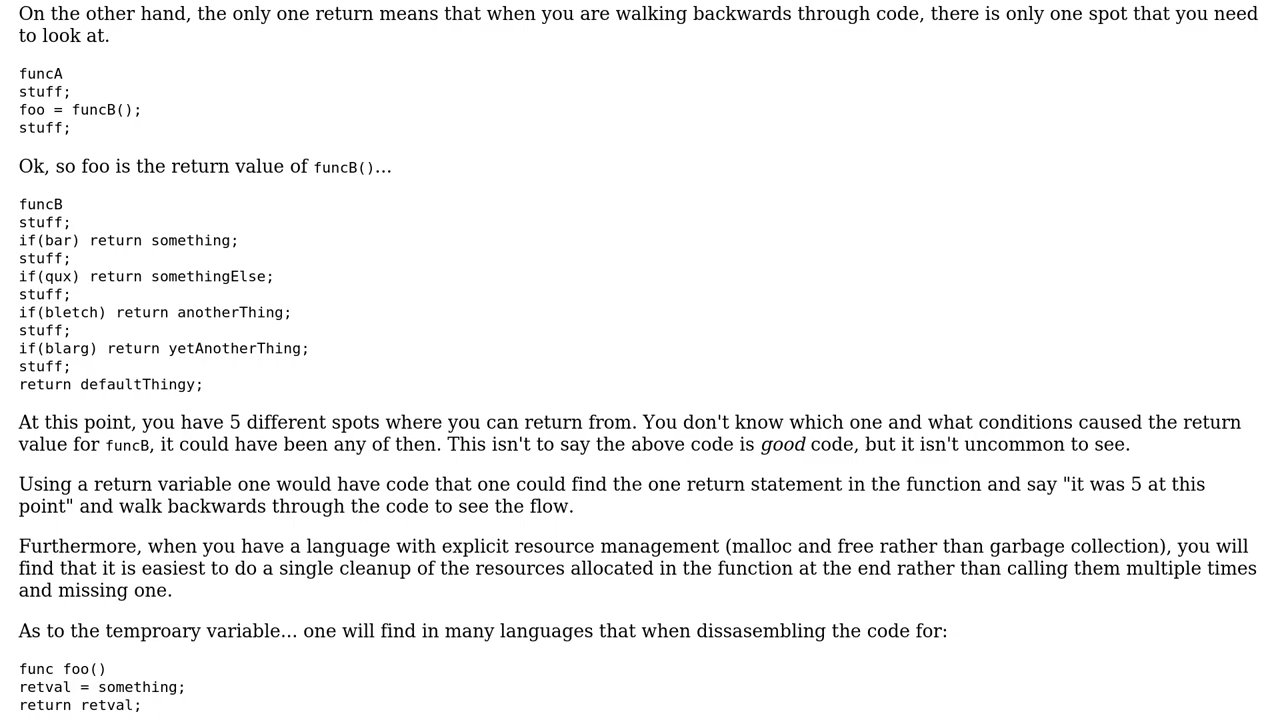 On the other hand, the only one return means that when you are walking backwards through code, there is only one spot that you need
to look at.
funcA
stuff;
foo = funcB();
stuff;
Ok, so foo is the return value of funcB()...
funcB
stuff;
if(bar) return something;
stuff;
if(qux) return somethingElse;
stuff;
if(bletch) return anotherThing;
stuff;
if(blarg) return yetAnotherThing;
stuff;
return defaultThingy;
At this point, you have 5 different spots where you can return from. You don't know which one and what conditions caused the return
value for funcB, it could have been any of then. This isn't to say the above code is good code, but it isn't uncommon to see.
Using a return variable one would have code that one could find the one return statement in the function and say "it was 5 at this
point" and walk backwards through the code to see the flow.
Furthermore, when you have a language with explicit resource management (malloc and free rather than garbage collection), you will
find that it is easiest to do a single cleanup of the resources allocated in the function at the end rather than calling them multiple times
and missing one.
As to the temproary variable... one will find in many languages that when dissasembling the code for:
func foo()
retval = something;
return retval;